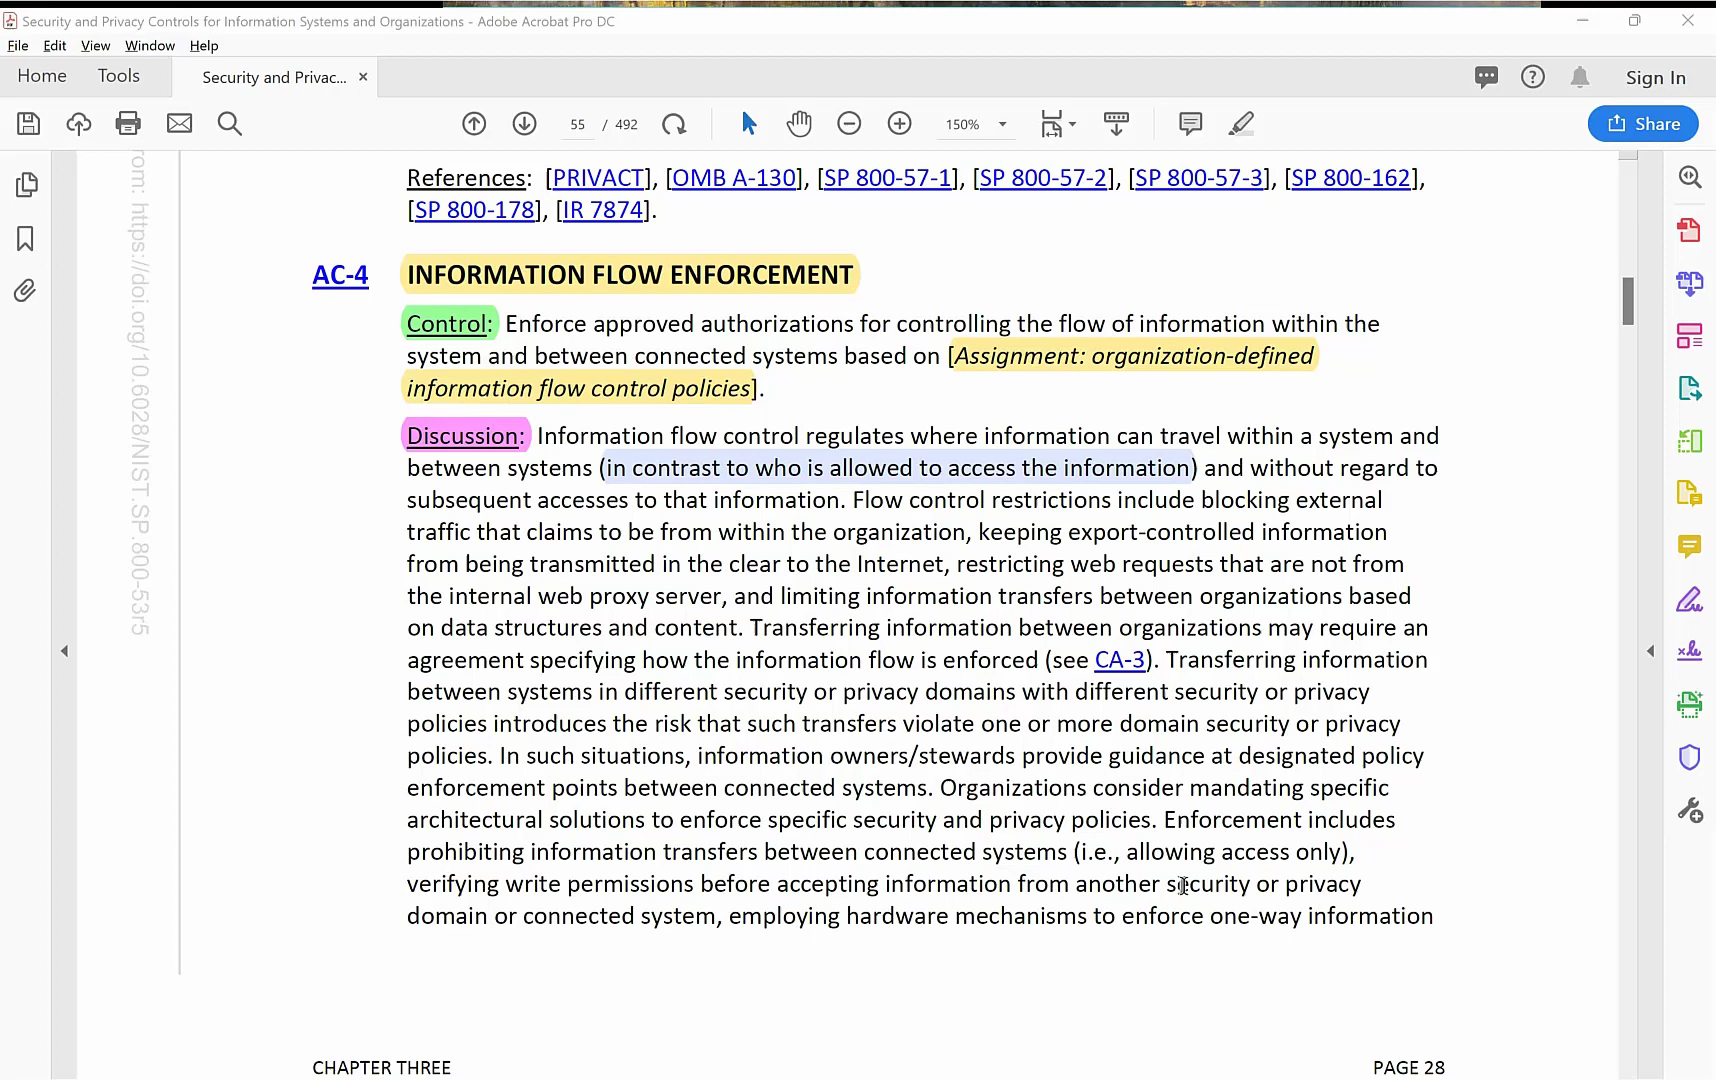 Security and Privacy Controls for Information Systems and Organizations - Adobe Acrobat Pro DC
File Edit View Window Help
Home Tools Security and Privac... × Sign In
55 / 492 150% Share
rom: https://doi.org/10.6028/NIST.SP.800-53r5
References: [PRIVACT], [OMB A-130], [SP 800-57-1], [SP 800-57-2], [SP 800-57-3], [SP 800-162],
[SP 800-178], [IR 7874].
AC-4 INFORMATION FLOW ENFORCEMENT
Control: Enforce approved authorizations for controlling the flow of information within the
system and between connected systems based on [Assignment: organization-defined
information flow control policies].
Discussion: Information flow control regulates where information can travel within a system and
between systems (in contrast to who is allowed to access the information) and without regard to
subsequent accesses to that information. Flow control restrictions include blocking external
traffic that claims to be from within the organization, keeping export-controlled information
from being transmitted in the clear to the Internet, restricting web requests that are not from
the internal web proxy server, and limiting information transfers between organizations based
on data structures and content. Transferring information between organizations may require an
agreement specifying how the information flow is enforced (see CA-3). Transferring information
between systems in different security or privacy domains with different security or privacy
policies introduces the risk that such transfers violate one or more domain security or privacy
policies. In such situations, information owners/stewards provide guidance at designated policy
enforcement points between connected systems. Organizations consider mandating specific
architectural solutions to enforce specific security and privacy policies. Enforcement includes
prohibiting information transfers between connected systems (i.e., allowing access only),
verifying write permissions before accepting information from another security or privacy
domain or connected system, employing hardware mechanisms to enforce one-way information
CHAPTER THREE PAGE 28